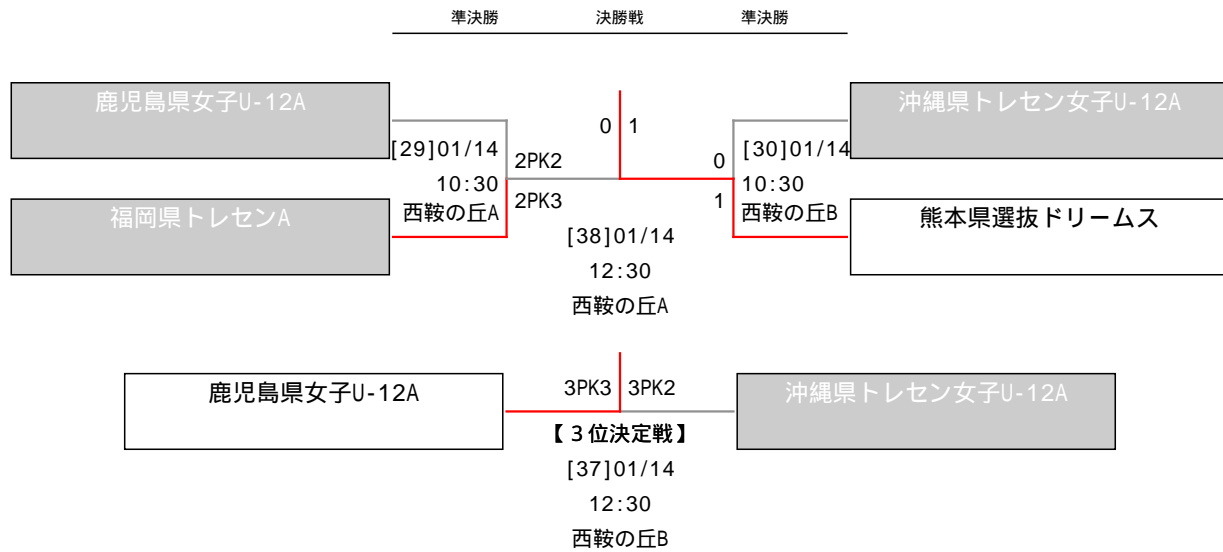 準決勝 決勝戦 準決勝
鹿児島県女子U-12A
沖縄県トレセン女子U-12A
0 1
[29]01/14
10:30
西鞍の丘A
2PK2
2PK3
0
1
[30]01/14
10:30
西鞍の丘B
福岡県トレセンA
熊本県選抜ドリームス
[38]01/14
12:30
西鞍の丘A
鹿児島県女子U-12A
3PK3 3PK2
沖縄県トレセン女子U-12A
【３位決定戦】
[37]01/14
12:30
西鞍の丘B